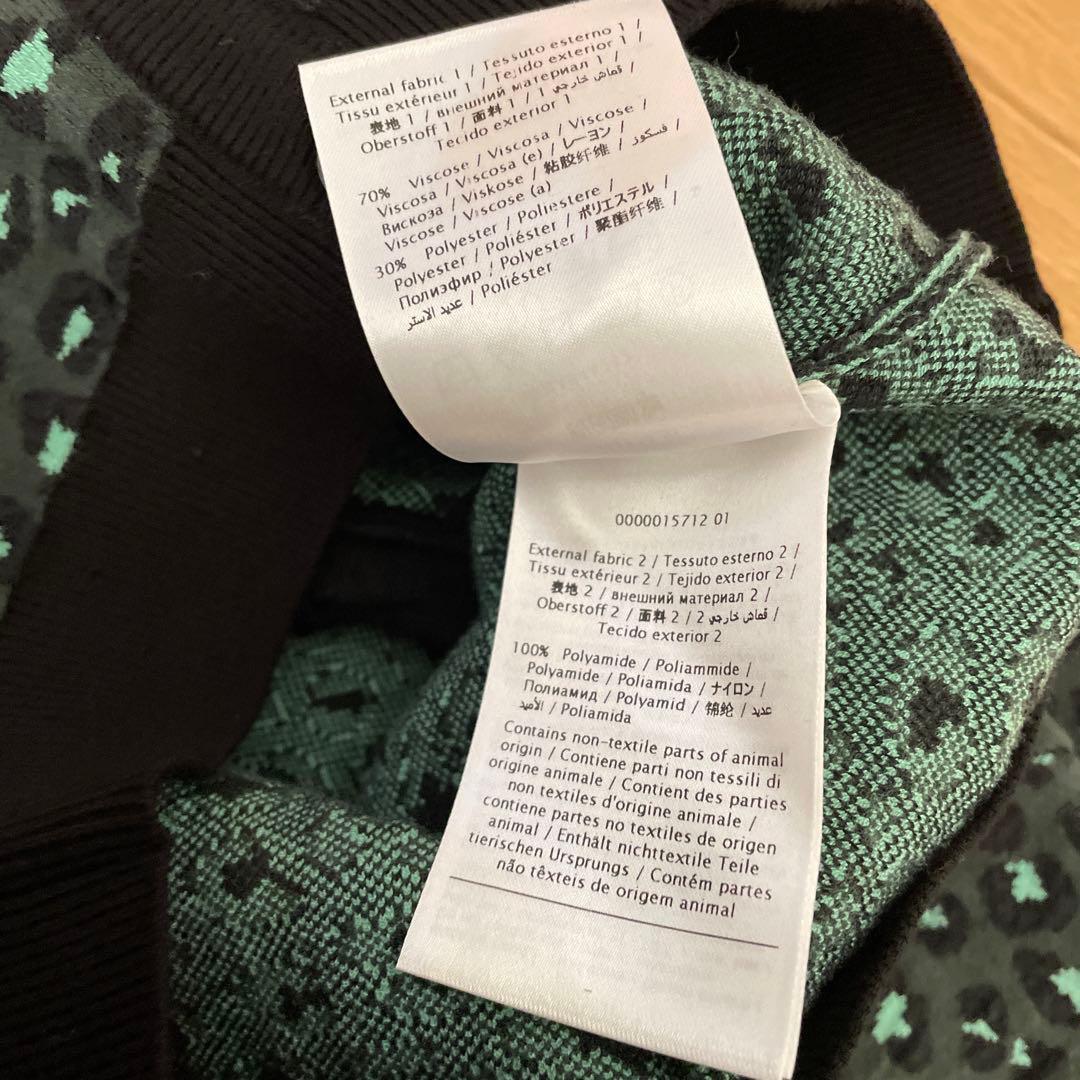 External fabric 1 / Tessuto esterno 1 /
Tissu extérieur 1 / Tejido exterior 1 /
表地 1 / внешний материал 1 /
Oberstoff 1 / 面料 1 / 1 قماش خارجي /
Tecido exterior 1
70% Viscose / Viscosa / Viscose /
Viscosa / Viscosa (e) / レーヨン /
Вискоза / Viskose / 粘胶纤维 / فسكوز /
Viscose / Viscose (a)
30% Polyester / Poliestere /
Polyester / Poliéster / ポリエステル /
Полиэфир / Polyester / 聚酯纤维 /
عديد الاستر / Poliéster
0000015712 01
External fabric 2 / Tessuto esterno 2 /
Tissu extérieur 2 / Tejido exterior 2 /
表地 2 / внешний материал 2 /
Oberstoff 2 / 面料 2 / 2 قماش خارجي /
Tecido exterior 2
100% Polyamide / Poliammide /
Polyamide / Poliamida / ナイロン /
Полиамид / Polyamid / 锦纶 / عديد
الأميد / Poliamida
Contains non-textile parts of animal
origin / Contiene parti non tessili di
origine animale / Contient des parties
non textiles d'origine animale /
contiene partes no textiles de origen
animal / Enthält nichttextile Teile
tierischen Ursprungs / Contém partes
não têxteis de origem animal